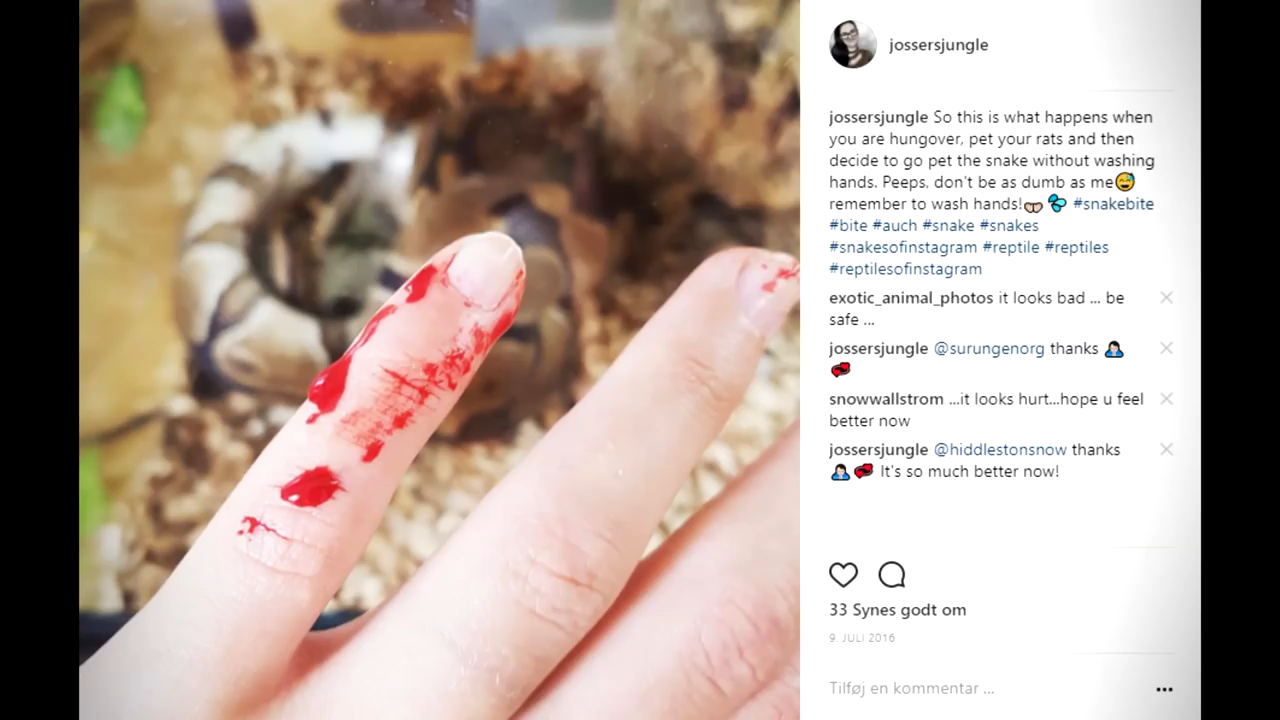 jossersjungle
jossersjungle So this is what happens when
you are hungover, pet your rats and then
decide to go pet the snake without washing
hands. Peeps, don't be as dumb as me😅
remember to wash hands!👐💦 #snakebite
#bite #auch #snake #snakes
#snakesofinstagram #reptile #reptiles
#reptilesofinstagram
exotic_animal_photos it looks bad ... be
safe ...
jossersjungle @surungenorg thanks 🙇
💋
snowwallstrom ...it looks hurt...hope u feel
better now
jossersjungle @hiddlestonsnow thanks
🙇💋 It's so much better now!
33 Synes godt om
9. JULI 2016
Tilføj en kommentar ...